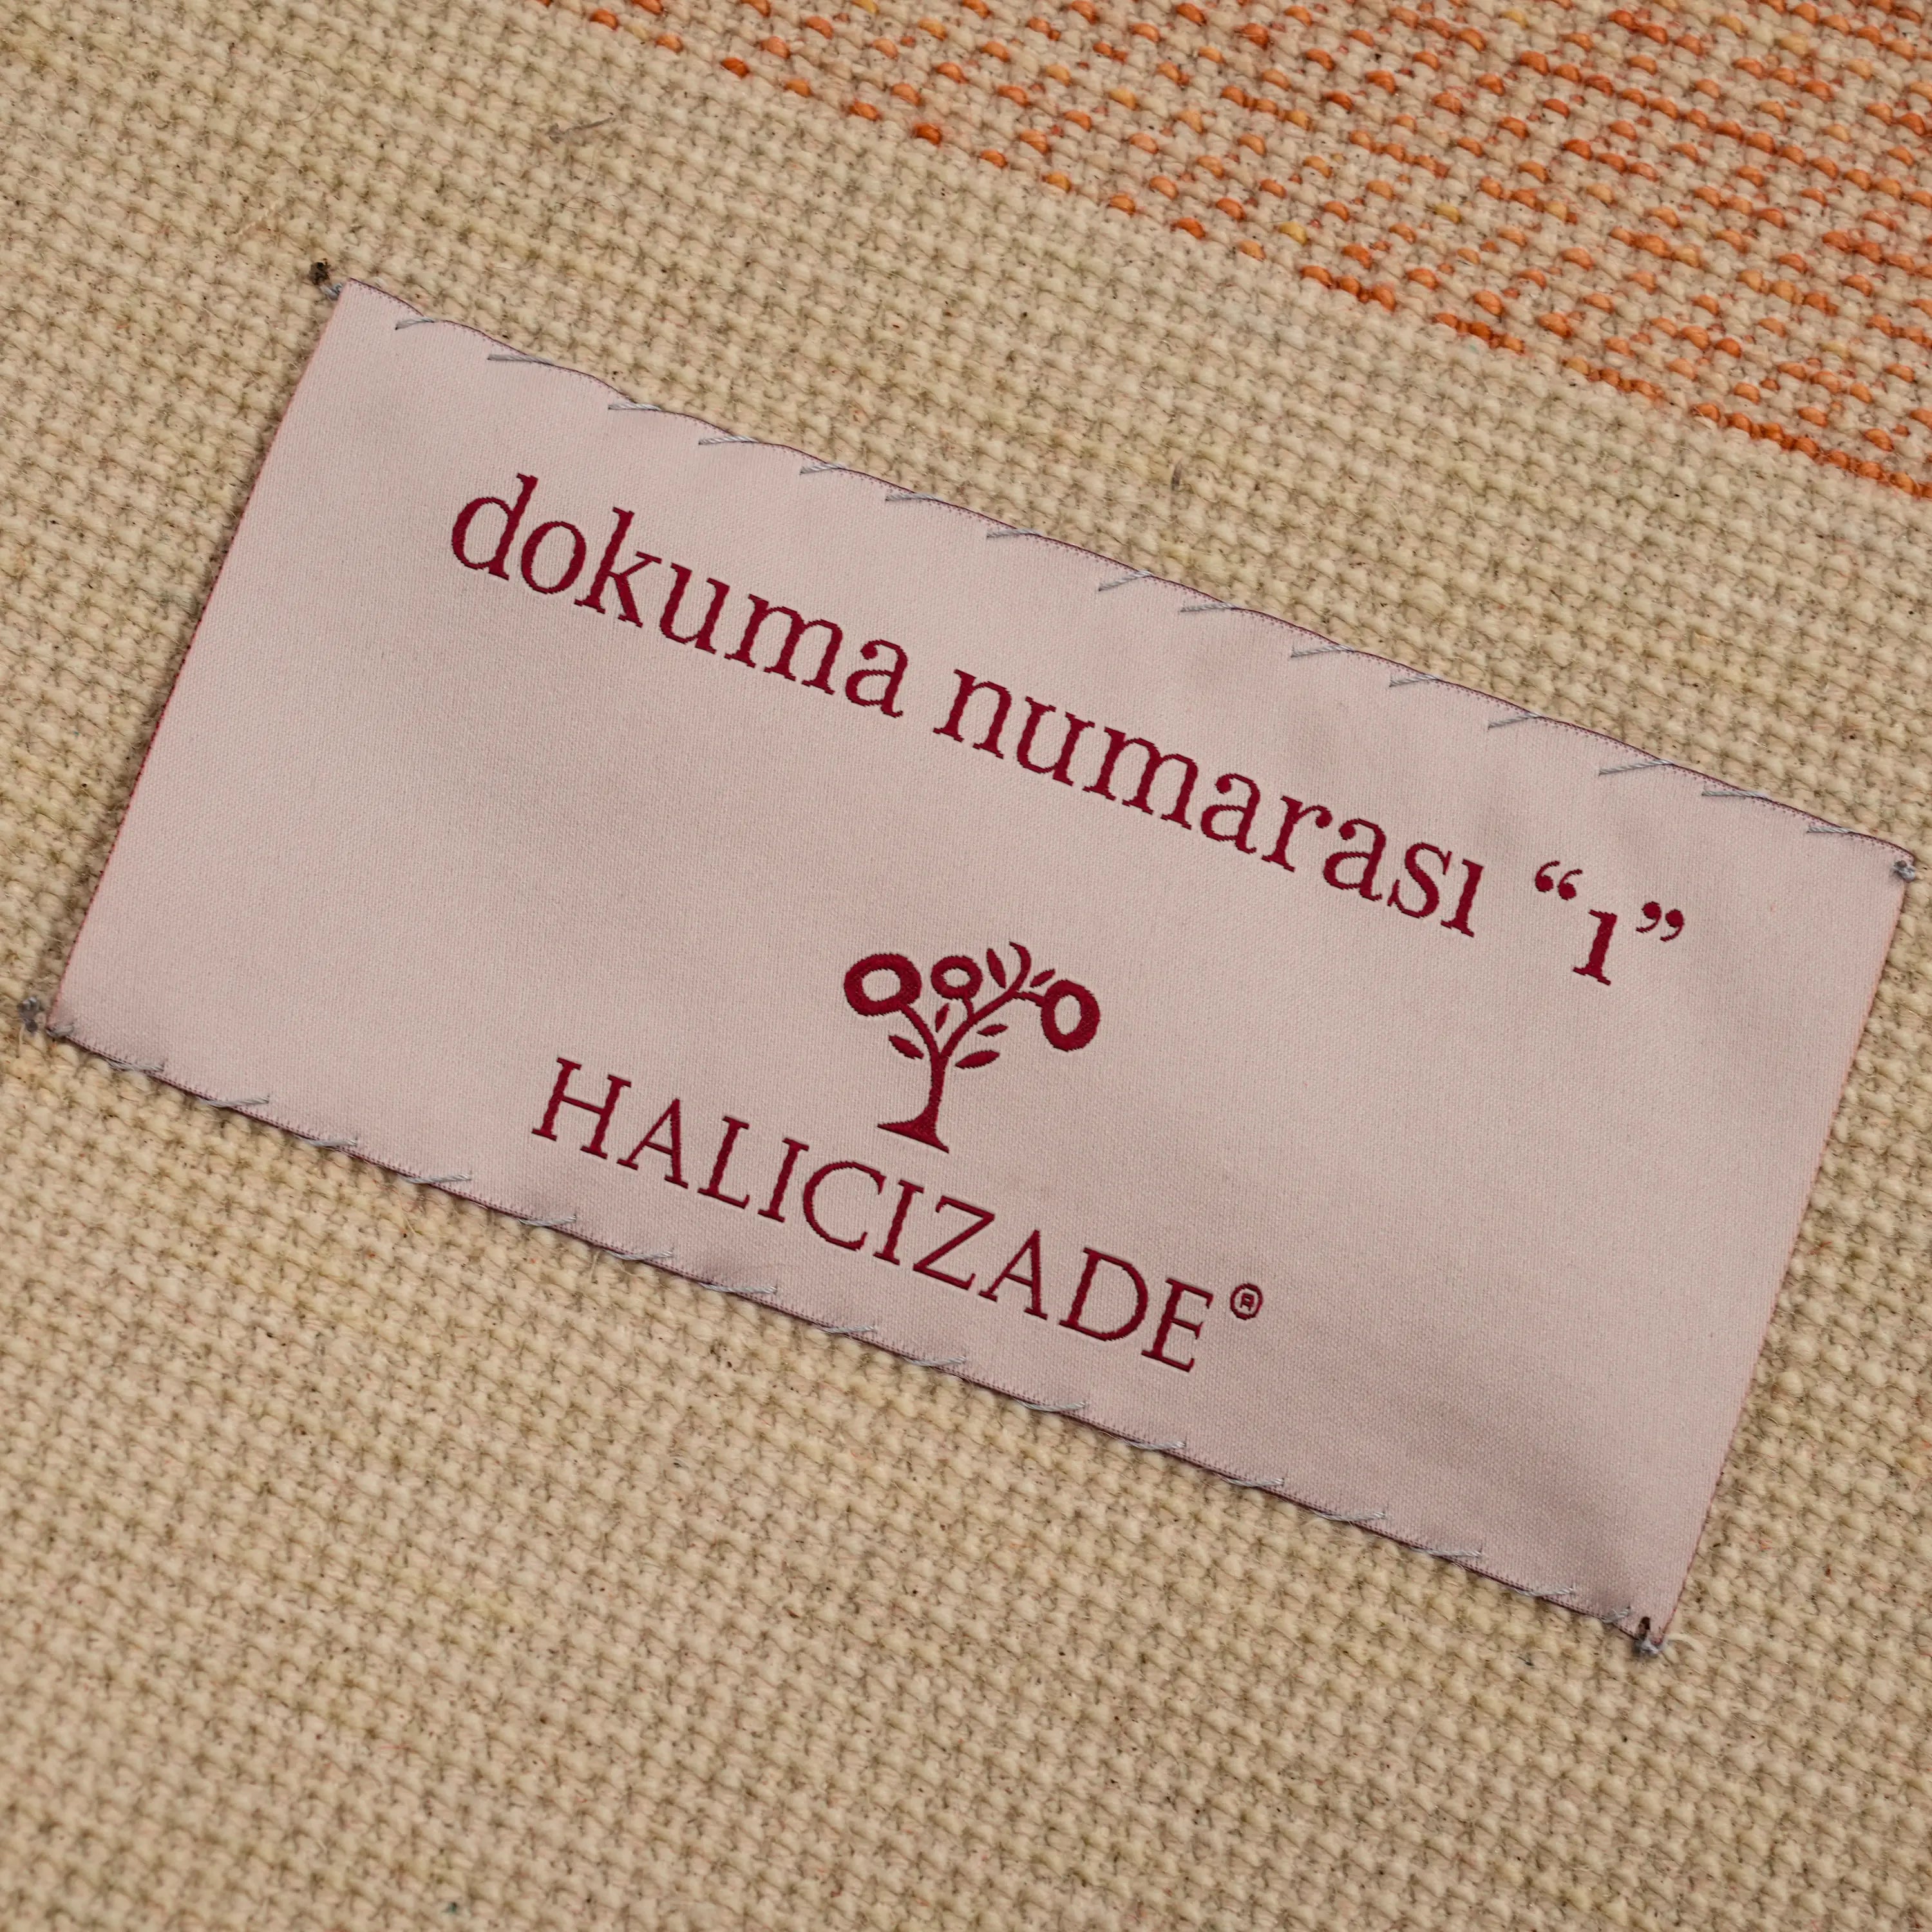 dokuma numarası “1”
HALICIZADE®